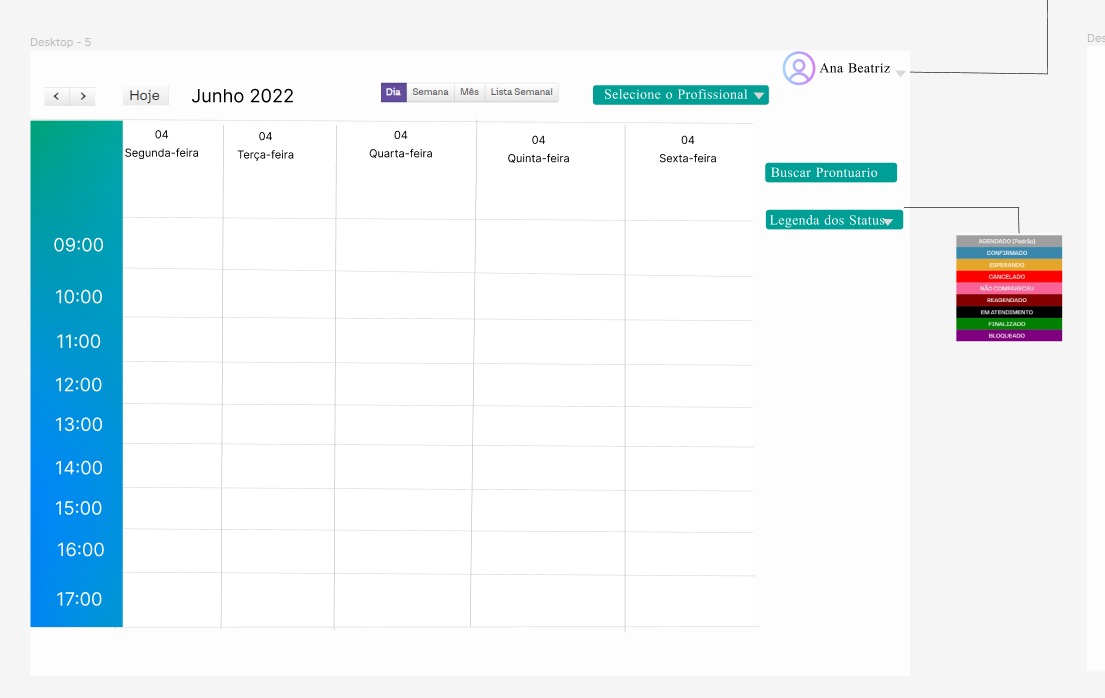 Desktop - 5
Des
Ana Beatriz
< > Hoje Junho 2022 Dia Semana Mês Lista Semanal Selecione o Profissional
04 04 04 04 04
Segunda-feira Terça-feira Quarta-feira Quinta-feira Sexta-feira
Buscar Prontuario
Legenda dos Status
09:00
10:00
11:00
12:00
13:00
14:00
15:00
16:00
17:00
AGENDADO (Padrão)
CONFIRMADO
ESPERANDO
CANCELADO
NÃO COMPARECEU
REAGENDADO
EM ATENDIMENTO
FINALIZADO
BLOQUEADO